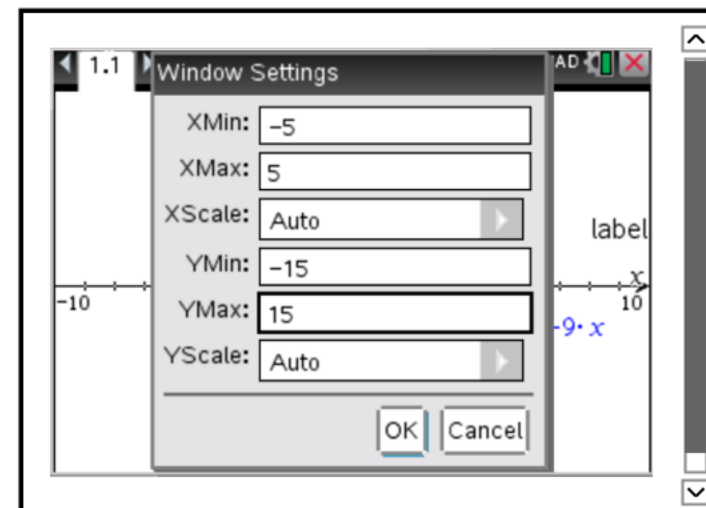 1.1
AD
Window Settings
XMin: -5
XMax: 5
XScale: Auto
label
YMin: -15
x
-10
10
YMax: 15
-9· x
YScale: Auto
OK Cancel